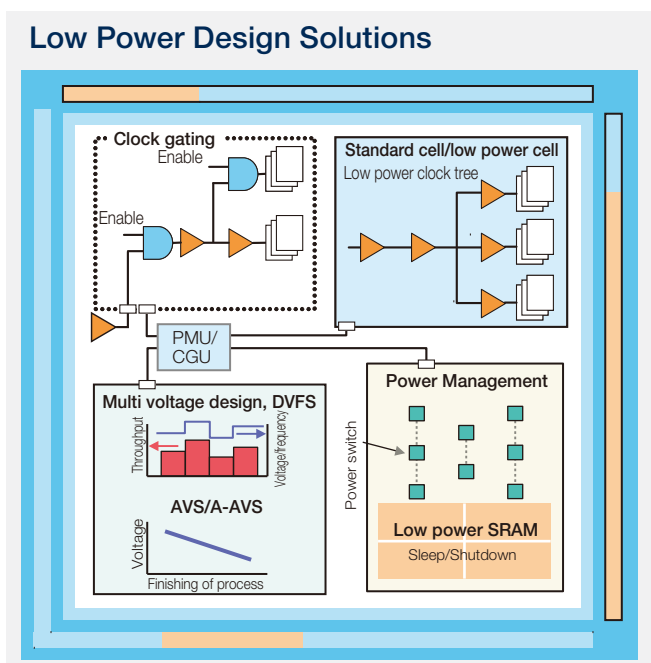 Low Power Design Solutions
Clock gating
Enable
Enable
Standard cell/low power cell
Low power clock tree
PMU/
CGU
Multi voltage design, DVFS
Throughput
Voltage/frequency
AVS/A-AVS
Voltage
Finishing of process
Power Management
Power switch
Low power SRAM
Sleep/Shutdown